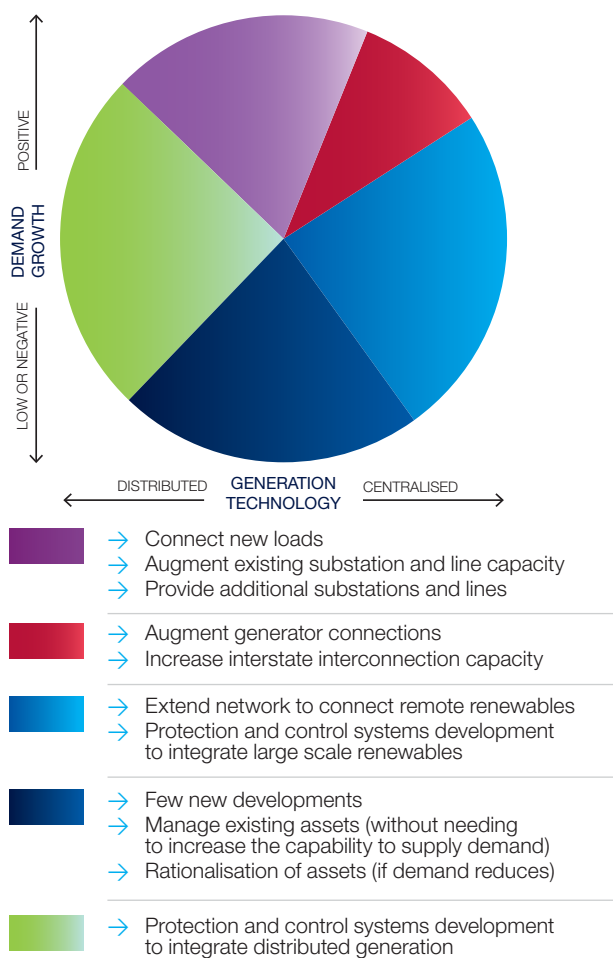 POSITIVE
DEMAND
GROWTH
LOW OR NEGATIVE
DISTRIBUTED
GENERATION
TECHNOLOGY
CENTRALISED
→ Connect new loads
→ Augment existing substation and line capacity
→ Provide additional substations and lines
→ Augment generator connections
→ Increase interstate interconnection capacity
→ Extend network to connect remote renewables
→ Protection and control systems development
to integrate large scale renewables
→ Few new developments
→ Manage existing assets (without needing
to increase the capability to supply demand)
→ Rationalisation of assets (if demand reduces)
→ Protection and control systems development
to integrate distributed generation